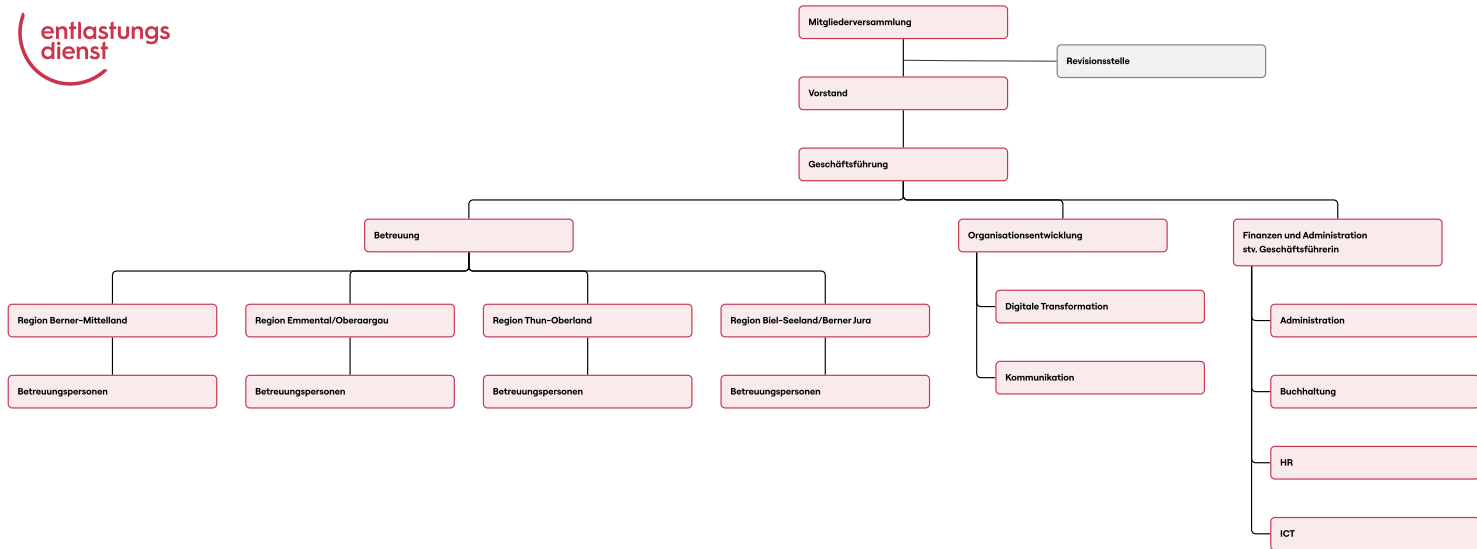 entlastungs
dienst
Mitgliederversammlung
Revisionsstelle
Vorstand
Geschäftsführung
Betreuung
Organisationsentwicklung
Finanzen und Administration
stv. Geschäftsführerin
Region Berner-Mittelland
Region Emmental/Oberaargau
Region Thun-Oberland
Region Biel-Seeland/Berner Jura
Betreuungspersonen
Betreuungspersonen
Betreuungspersonen
Betreuungspersonen
Digitale Transformation
Kommunikation
Administration
Buchhaltung
HR
ICT